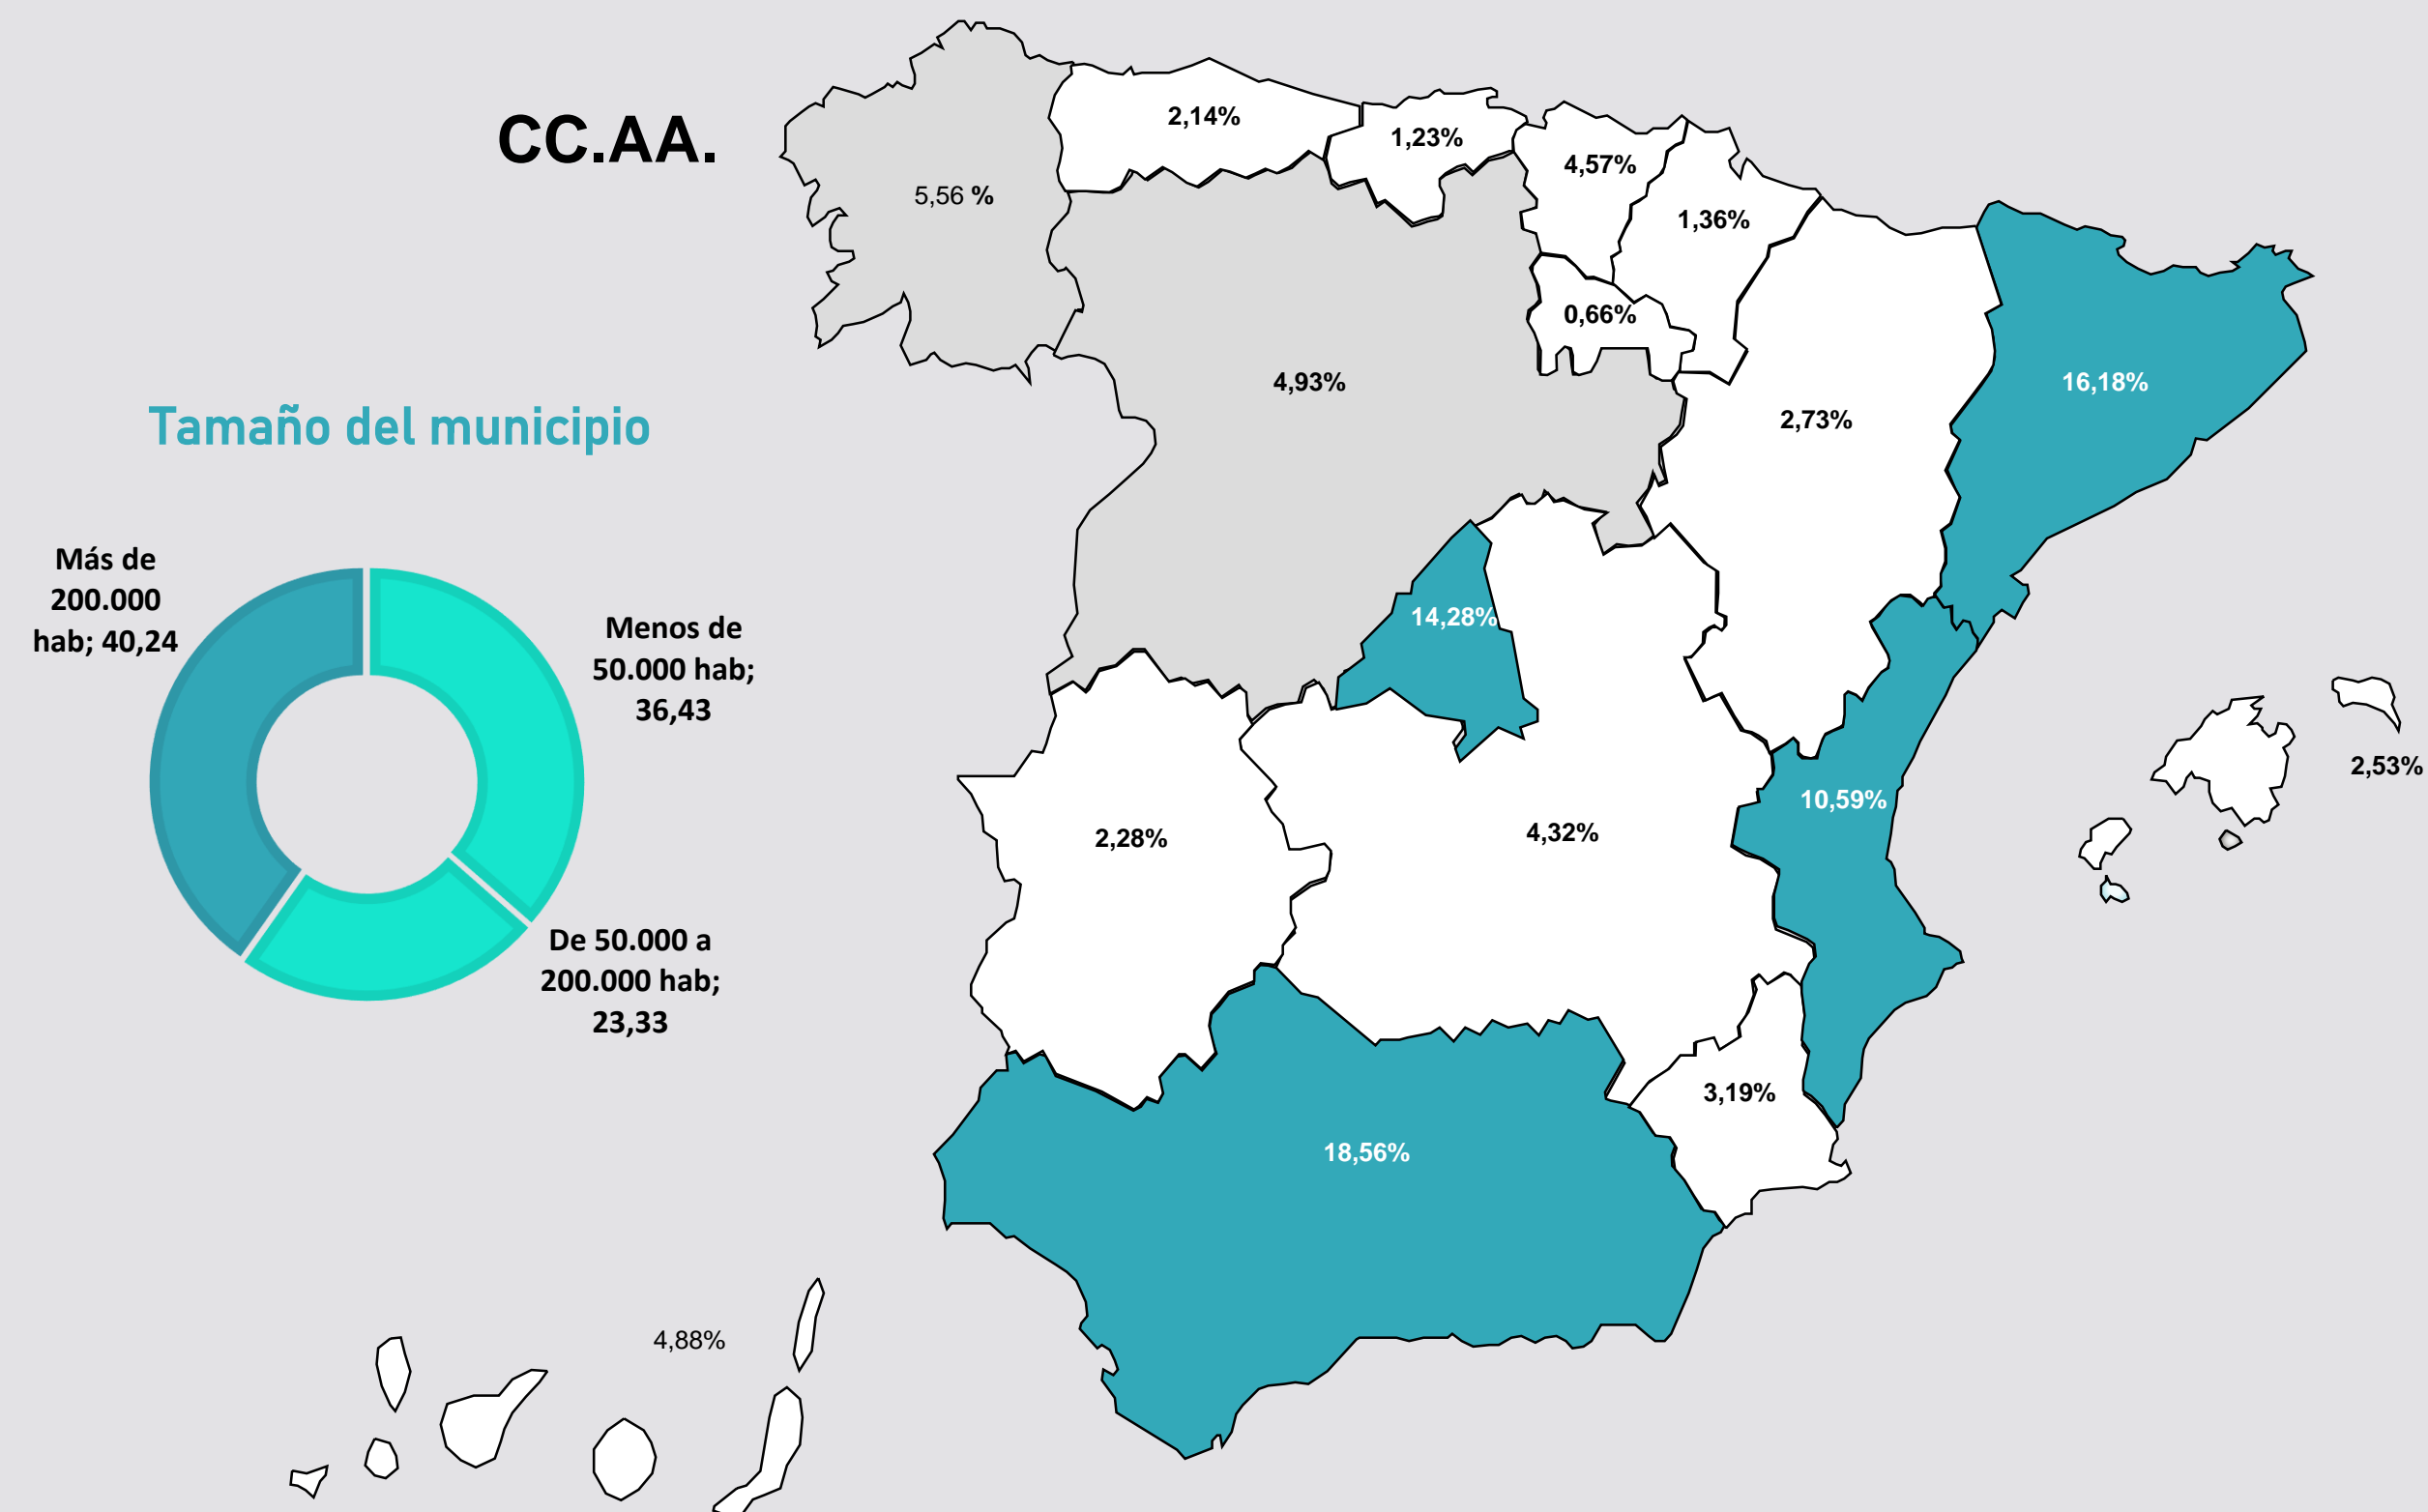 CC.AA.
5,56 %
2,14%
1,23%
4,57%
1,36%
0,66%
4,93%
2,73%
16,18%
14,28%
2,53%
10,59%
4,32%
2,28%
3,19%
18,56%
4,88%
Tamaño del municipio
Más de
200.000
hab; 40,24
Menos de
50.000 hab;
36,43
De 50.000 a
200.000 hab;
23,33